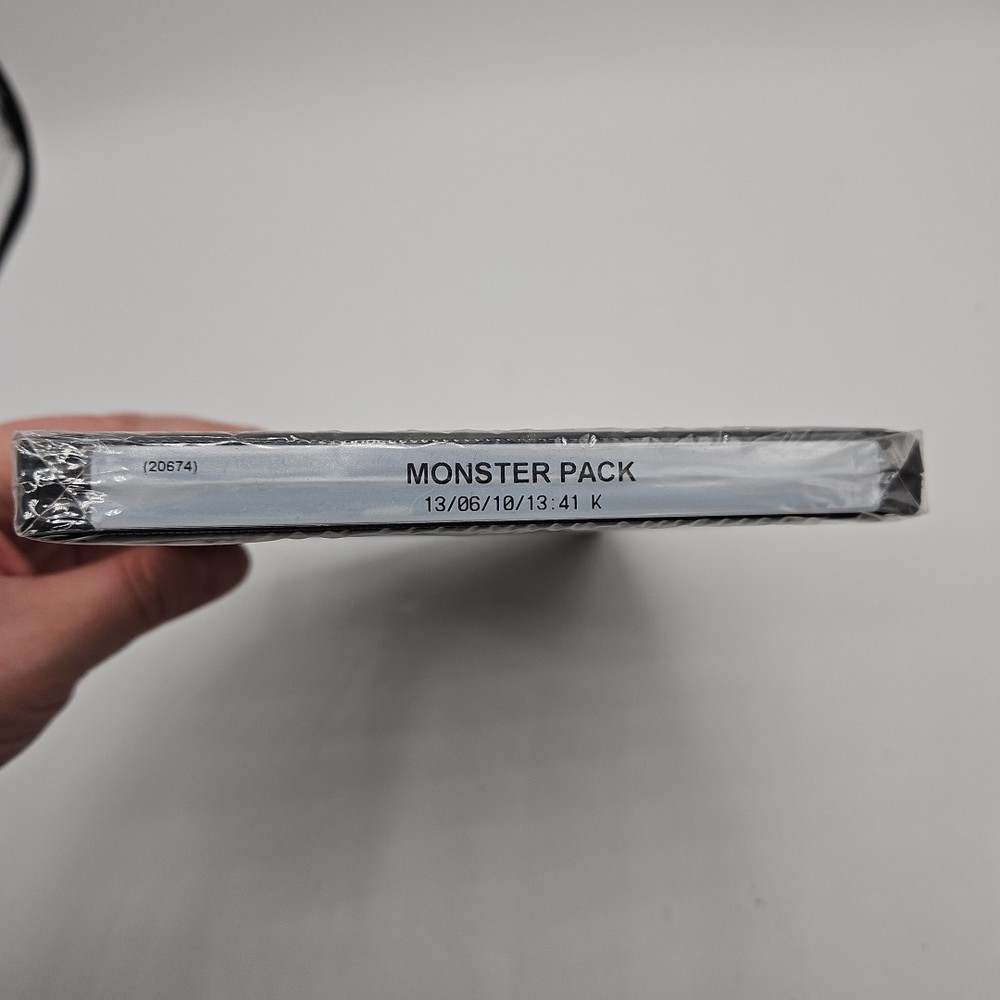 (20674)
MONSTER PACK
13/06/10/13:41 K